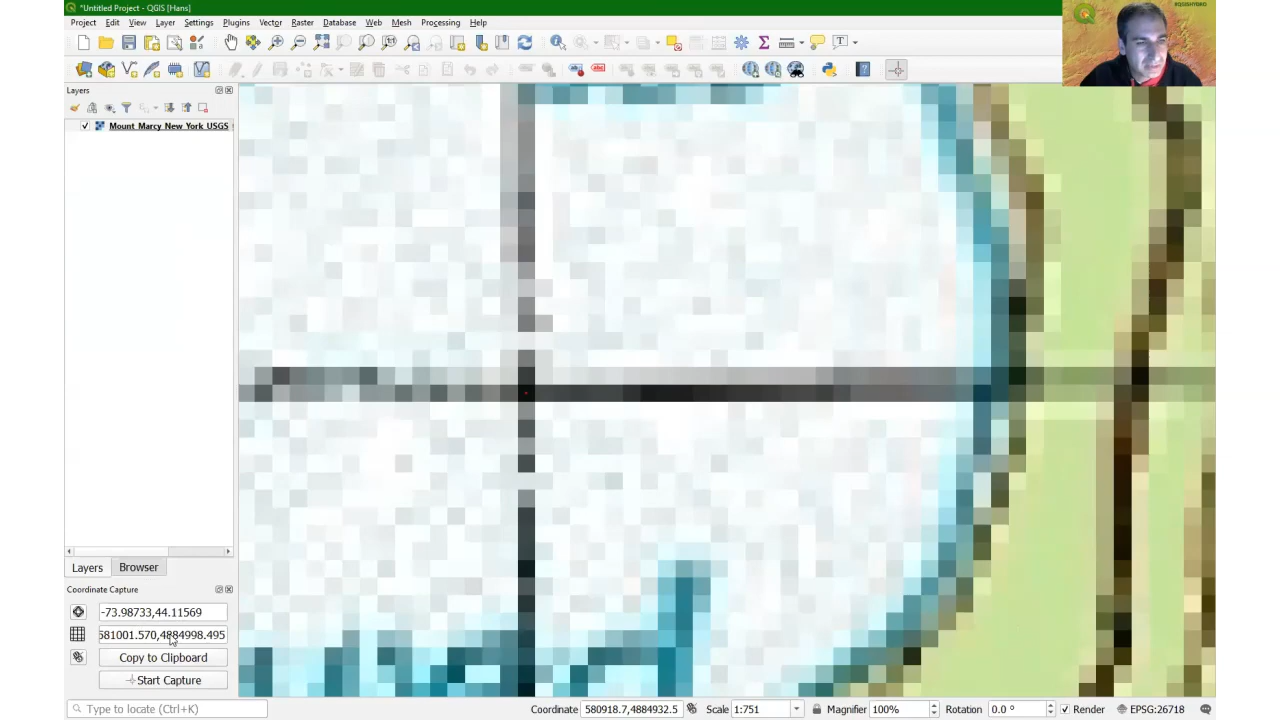 *Untitled Project - QGIS [Hans]
Project Edit View Layer Settings Plugins Vector Raster Database Web Mesh Processing Help
Layers
Mount Marcy New York USGS
Layers Browser
Coordinate Capture
-73.98733,44.11569
581001.570,4884998.495
Copy to Clipboard
Start Capture
Type to locate (Ctrl+K) Coordinate 580918.7,4884932.5 Scale 1:751 Magnifier 100% Rotation 0.0 ° Render EPSG:26718